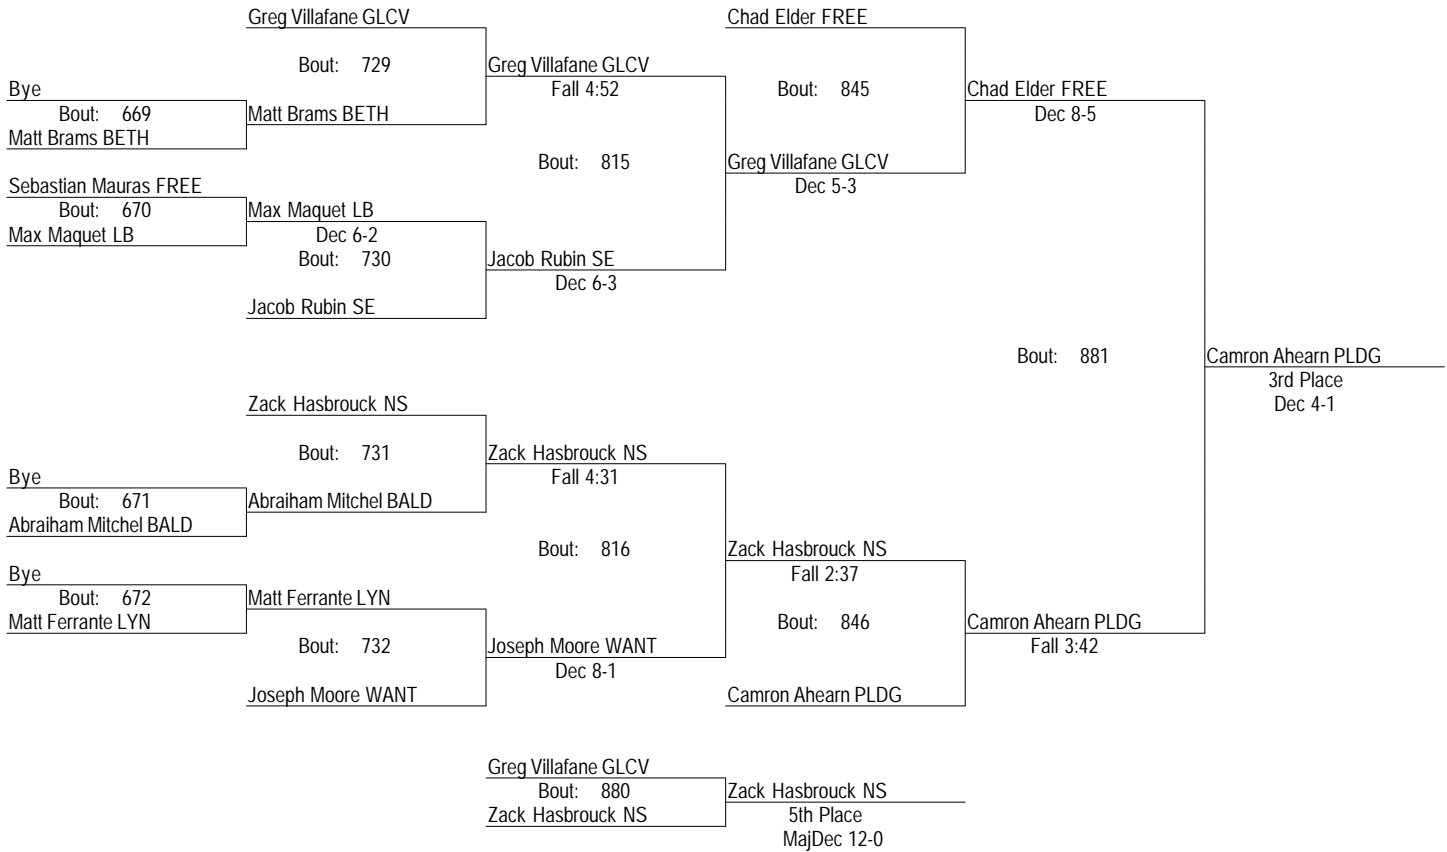 Greg Villafane GLCV
Chad Elder FREE
Bout: 729
Greg Villafane GLCV
Fall 4:52
Bye
Bout: 669
Matt Brams BETH
Matt Brams BETH
Bout: 845
Chad Elder FREE
Dec 8-5
Bout: 815
Greg Villafane GLCV
Dec 5-3
Sebastian Mauras FREE
Bout: 670
Max Maquet LB
Max Maquet LB
Dec 6-2
Bout: 730
Jacob Rubin SE
Dec 6-3
Jacob Rubin SE
Bout: 881
Camron Ahearn PLDG
3rd Place
Dec 4-1
Zack Hasbrouck NS
Bout: 731
Zack Hasbrouck NS
Fall 4:31
Bye
Bout: 671
Abraiham Mitchel BALD
Abraiham Mitchel BALD
Bout: 816
Zack Hasbrouck NS
Fall 2:37
Bye
Bout: 672
Matt Ferrante LYN
Matt Ferrante LYN
Bout: 732
Joseph Moore WANT
Dec 8-1
Joseph Moore WANT
Bout: 846
Camron Ahearn PLDG
Fall 3:42
Camron Ahearn PLDG
Greg Villafane GLCV
Bout: 880
Zack Hasbrouck NS
Zack Hasbrouck NS
5th Place
MajDec 12-0